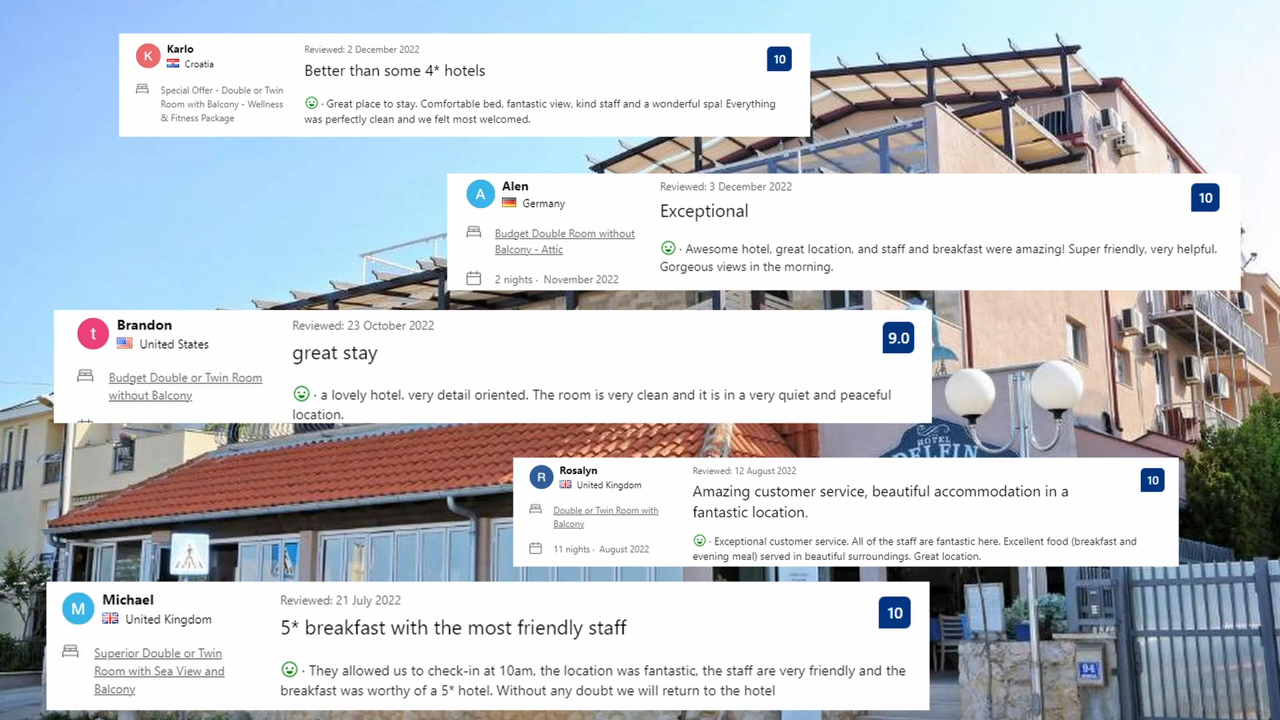 K
Karlo
Croatia
Special Offer - Double or Twin
Room with Balcony - Wellness
& Fitness Package
Reviewed: 2 December 2022
Better than some 4* hotels
10
· Great place to stay. Comfortable bed, fantastic view, kind staff and a wonderful spa! Everything
was perfectly clean and we felt most welcomed.
A
Alen
Germany
Budget Double Room without
Balcony - Attic
2 nights · November 2022
Reviewed: 3 December 2022
Exceptional
10
· Awesome hotel, great location, and staff and breakfast were amazing! Super friendly, very helpful.
Gorgeous views in the morning.
t
Brandon
United States
Budget Double or Twin Room
without Balcony
Reviewed: 23 October 2022
great stay
9.0
· a lovely hotel. very detail oriented. The room is very clean and it is in a very quiet and peaceful
location.
HOTEL
DELFIN
R
Rosalyn
United Kingdom
Double or Twin Room with
Balcony
11 nights · August 2022
Reviewed: 12 August 2022
Amazing customer service, beautiful accommodation in a
fantastic location.
10
· Exceptional customer service. All of the staff are fantastic here. Excellent food (breakfast and
evening meal) served in beautiful surroundings. Great location.
M
Michael
United Kingdom
Superior Double or Twin
Room with Sea View and
Balcony
Reviewed: 21 July 2022
5* breakfast with the most friendly staff
10
· They allowed us to check-in at 10am, the location was fantastic, the staff are very friendly and the
breakfast was worthy of a 5* hotel. Without any doubt we will return to the hotel
94